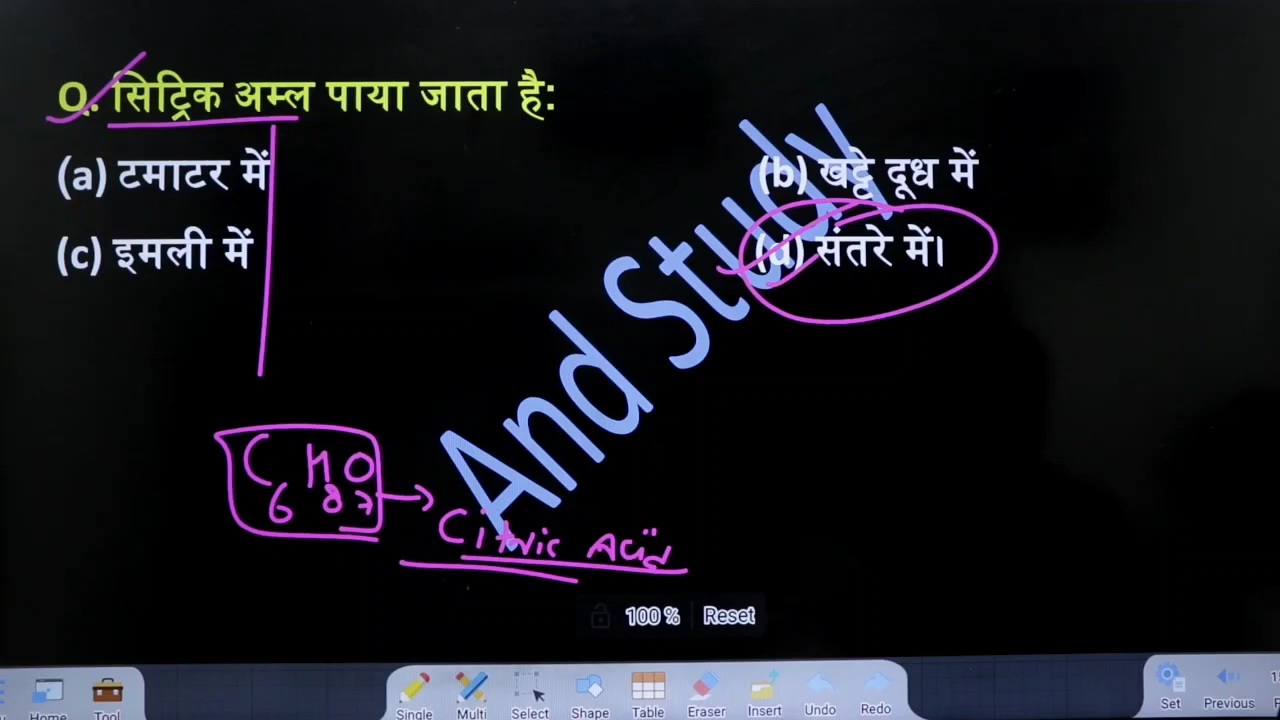 Q. सिट्रिक अम्ल पाया जाता है:
(a) टमाटर में
(b) खट्टे दूध में
(c) इमली में
(d) संतरे में।
And Study
C6H8O7 → Citric Acid
100 % Reset
Home Tool Single Multi Select Shape Table Eraser Insert Undo Redo Set Previous